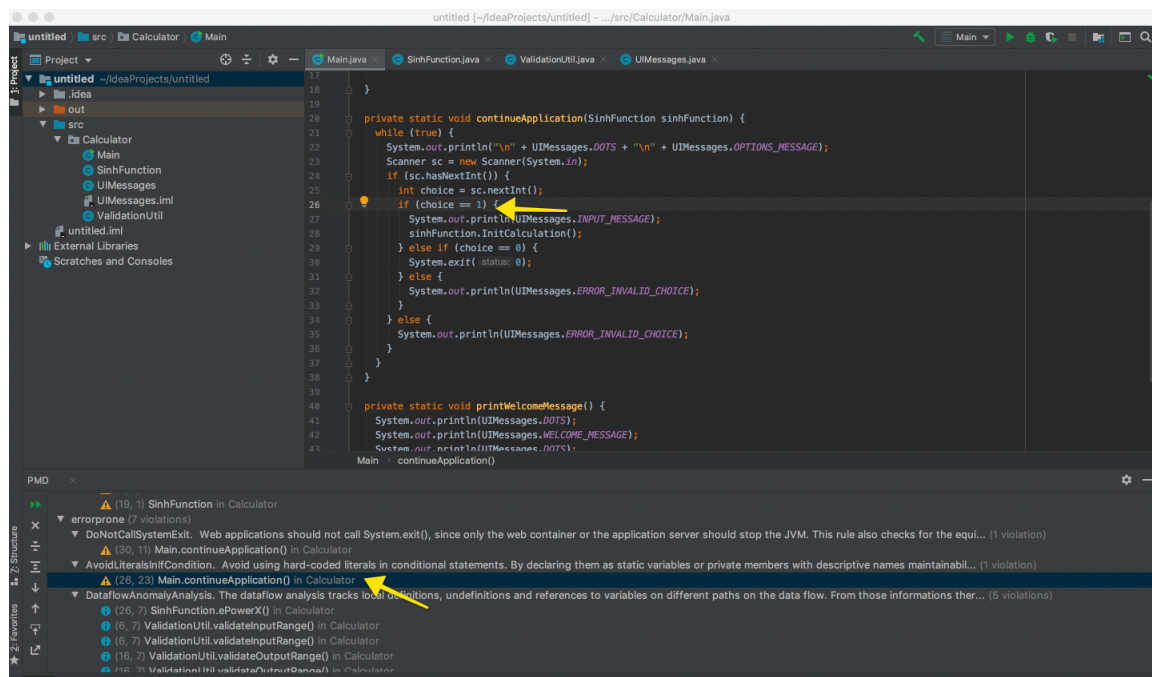 untitled [~/IdeaProjects/untitled] - .../src/Calculator/Main.java
untitled src Calculator Main
Main
1: Project
Project
Main.java SinhFunction.java ValidationUtil.java UIMessages.java
untitled ~/IdeaProjects/untitled
.idea
out
src
Calculator
Main
SinhFunction
UIMessages
UIMessages.iml
ValidationUtil
untitled.iml
External Libraries
Scratches and Consoles
17
18 }
19
20 private static void continueApplication(SinhFunction sinhFunction) {
21 while (true) {
22 System.out.println("\n" + UIMessages.DOTS + "\n" + UIMessages.OPTIONS_MESSAGE);
23 Scanner sc = new Scanner(System.in);
24 if (sc.hasNextInt()) {
25 int choice = sc.nextInt();
26 if (choice == 1) {
27 System.out.println(UIMessages.INPUT_MESSAGE);
28 sinhFunction.InitCalculation();
29 } else if (choice == 0) {
30 System.exit( status: 0);
31 } else {
32 System.out.println(UIMessages.ERROR_INVALID_CHOICE);
33 }
34 } else {
35 System.out.println(UIMessages.ERROR_INVALID_CHOICE);
36 }
37 }
38 }
39
40 private static void printWelcomeMessage() {
41 System.out.println(UIMessages.DOTS);
42 System.out.println(UIMessages.WELCOME_MESSAGE);
43 System.out.println(UIMessages.DOTS);
Main continueApplication()
PMD
(19, 1) SinhFunction in Calculator
errorprone (7 violations)
DoNotCallSystemExit. Web applications should not call System.exit(), since only the web container or the application server should stop the JVM. This rule also checks for the equi... (1 violation)
(30, 11) Main.continueApplication() in Calculator
AvoidLiteralsInIfCondition. Avoid using hard-coded literals in conditional statements. By declaring them as static variables or private members with descriptive names maintainabil... (1 violation)
(26, 23) Main.continueApplication() in Calculator
DataflowAnomalyAnalysis. The dataflow analysis tracks local definitions, undefinitions and references to variables on different paths on the data flow. From those informations ther... (5 violations)
(26, 7) SinhFunction.ePowerX() in Calculator
(6, 7) ValidationUtil.validateInputRange() in Calculator
(6, 7) ValidationUtil.validateInputRange() in Calculator
(16, 7) ValidationUtil.validateOutputRange() in Calculator
(16, 7) ValidationUtil.validateOutputRange() in Calculator
7: Structure
2: Favorites